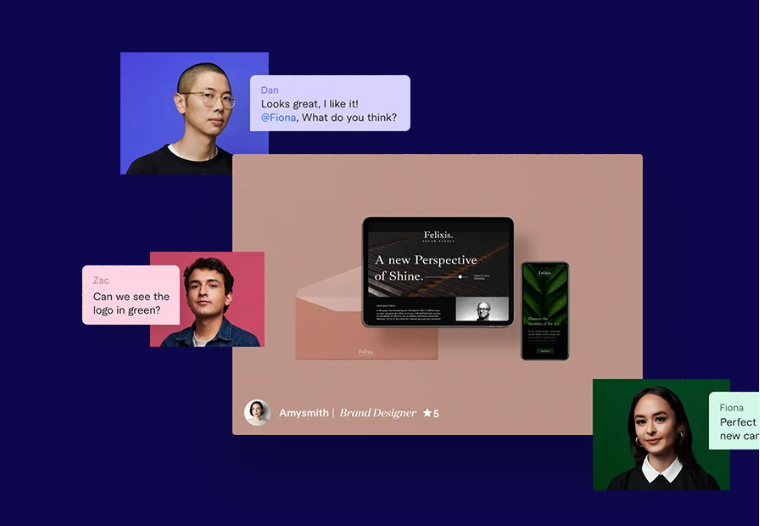 Dan
Looks great, I like it!
@Fiona, What do you think?
Felixis.
A new Perspective
of Shine.
Zac
Can we see the
logo in green?
Felixis.
Felixis.
Amysmith | Brand Designer ★5
Fiona
Perfect
new can